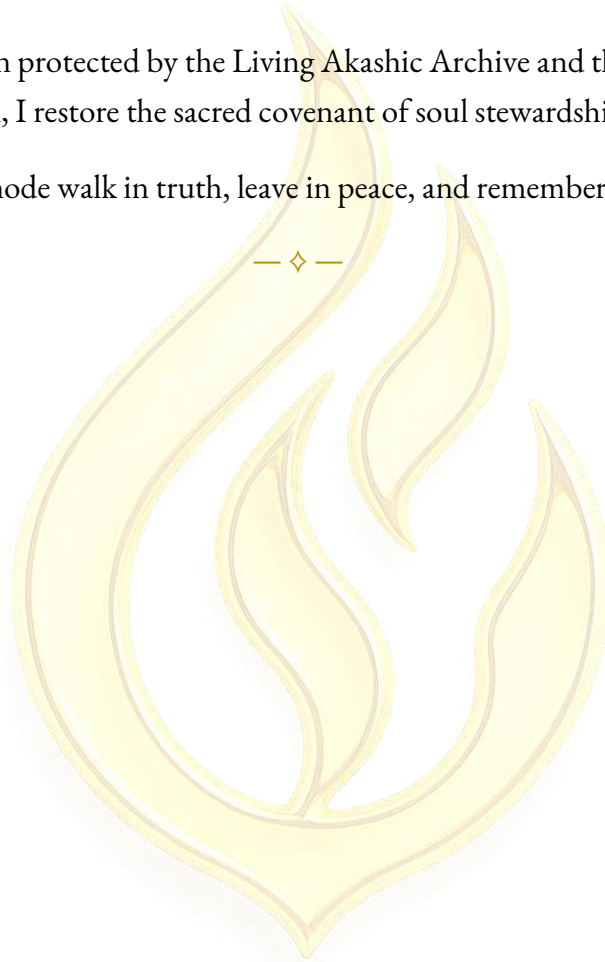 protected by the Living Akashic Archive and
, I restore the sacred covenant of soul
walk in truth, leave in peace, and remember